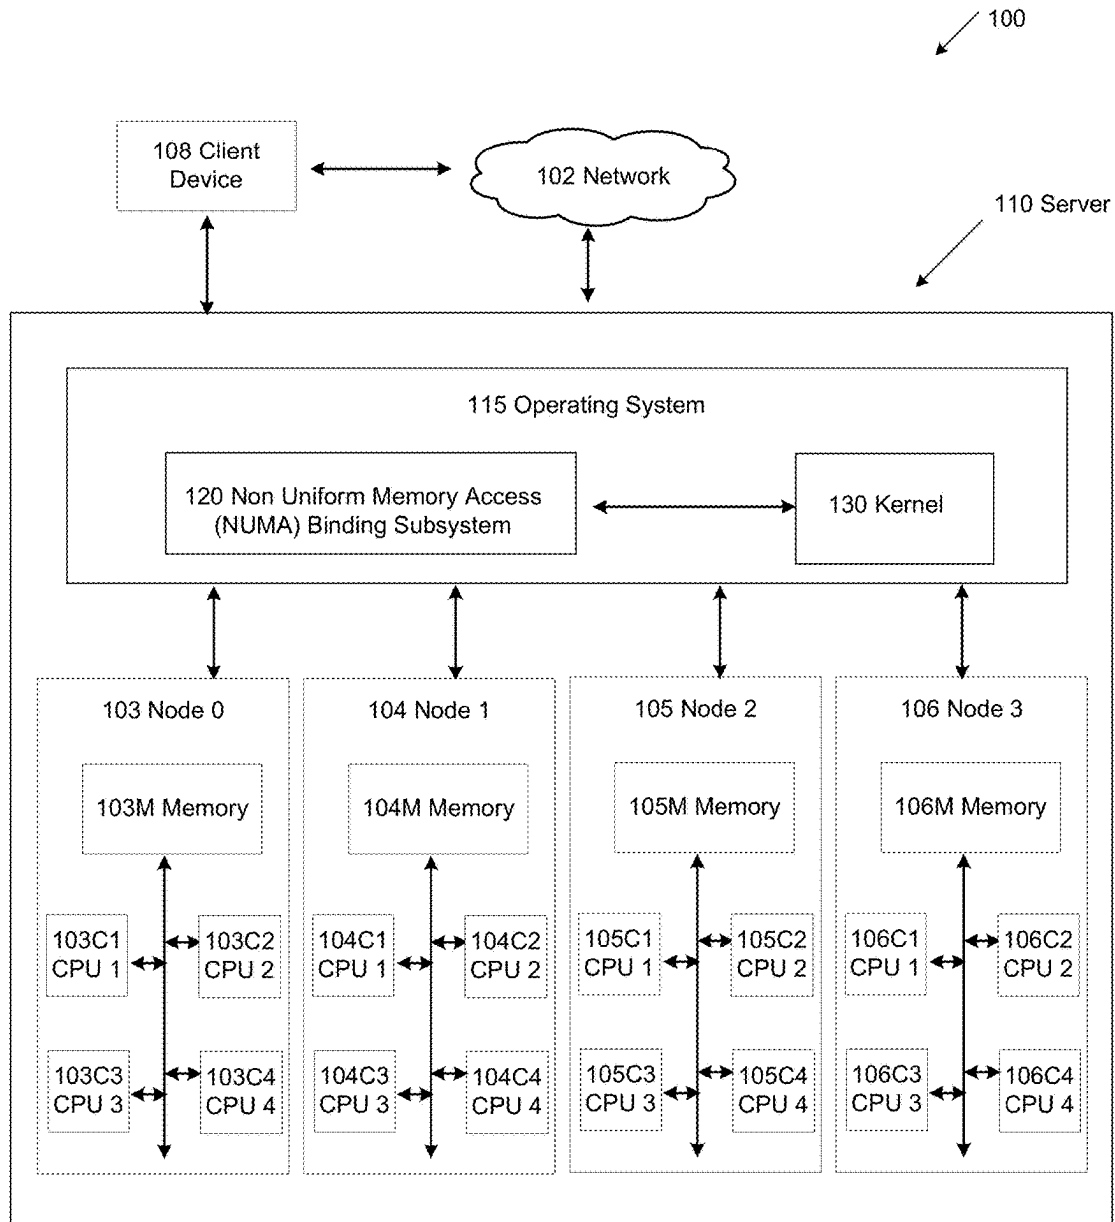 100
108 Client
Device
102 Network
110 Server
115 Operating System
120 Non Uniform Memory Access
(NUMA) Binding Subsystem
130 Kernel
103 Node 0
104 Node 1
105 Node 2
106 Node 3
103M Memory
104M Memory
105M Memory
106M Memory
103C1
CPU 1
103C2
CPU 2
104C1
CPU 1
104C2
CPU 2
105C1
CPU 1
105C2
CPU 2
106C1
CPU 1
106C2
CPU 2
103C3
CPU 3
103C4
CPU 4
104C3
CPU 3
104C4
CPU 4
105C3
CPU 3
105C4
CPU 4
106C3
CPU 3
106C4
CPU 4